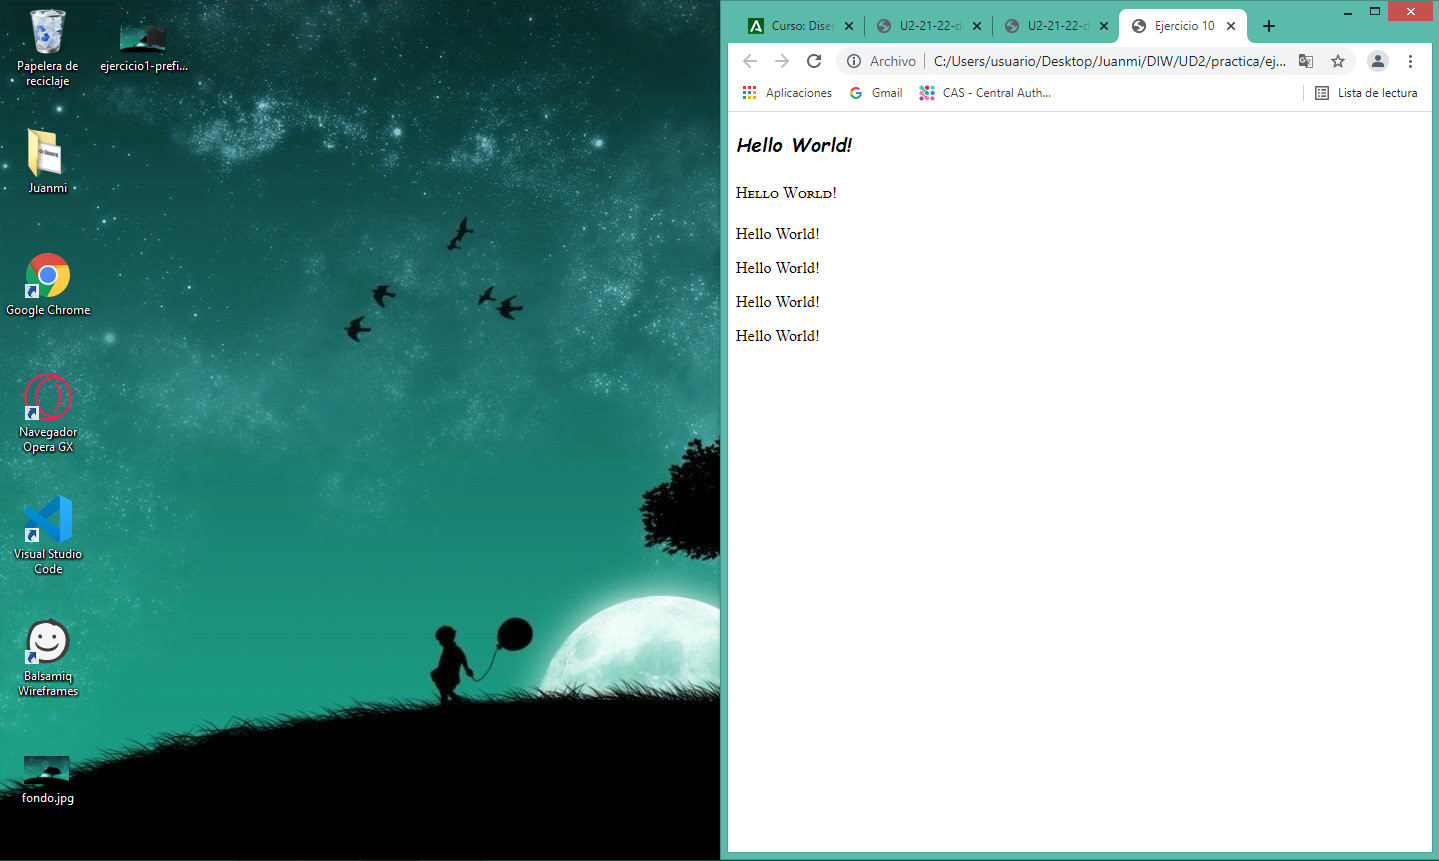 Papelera de
reciclaje
ejercicio1-prefi...
Juanmi
Google Chrome
Navegador
Opera GX
Visual Studio
Code
Balsamiq
Wireframes
fondo.jpg
Curso: Diseñ
U2-21-22-d
U2-21-22-d
Ejercicio 10
Archivo
C:/Users/usuario/Desktop/Juanmi/DIW/UD2/practica/ej...
Aplicaciones
Gmail
CAS - Central Auth...
Lista de lectura
Hello World!
Hello World!
Hello World!
Hello World!
Hello World!
Hello World!